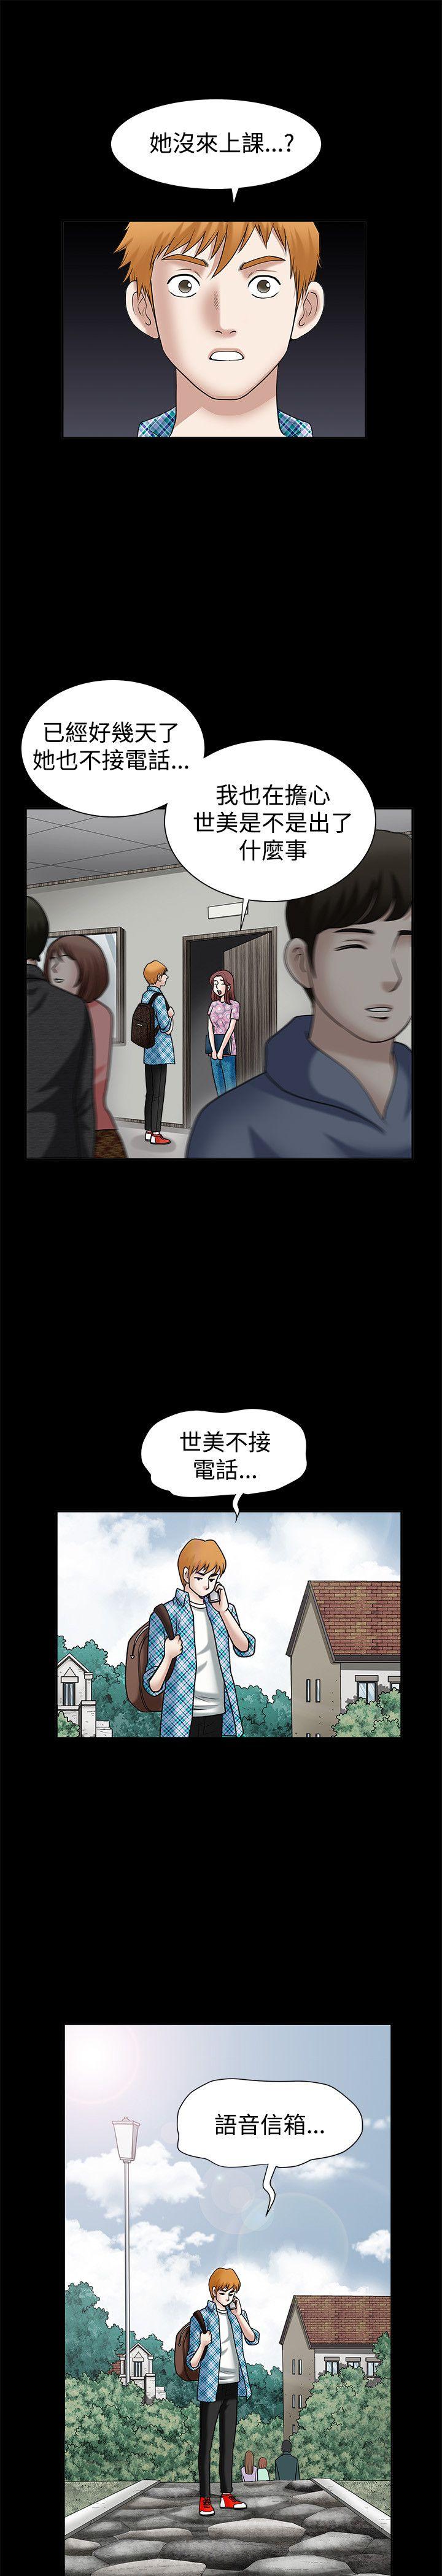 她沒來上課...?
已經好幾天了
她也不接電話...
我也在擔心
世美是不是出了
什麼事
世美不接
電話...
語音信箱...